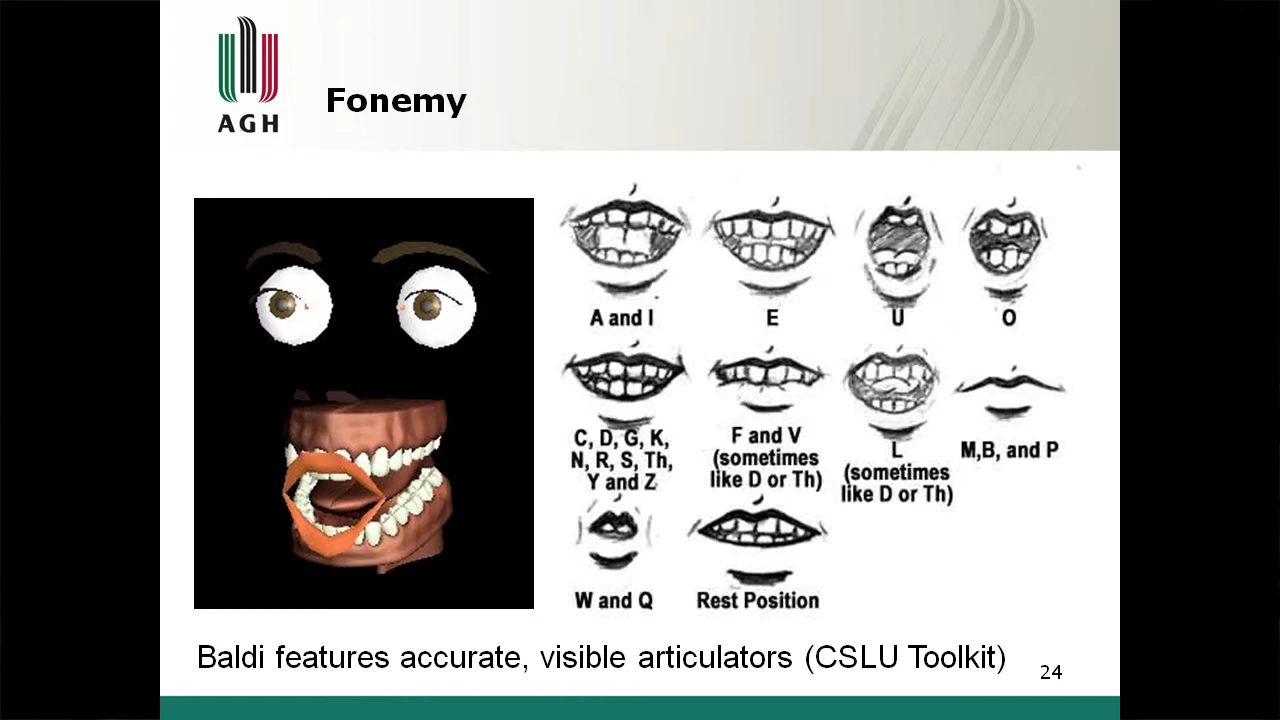 AGH
Fonemy
A and I
E
U
O
C, D, G, K,
N, R, S, Th,
Y and Z
F and V
(sometimes
like D or Th)
L
(sometimes
like D or Th)
M,B, and P
W and Q
Rest Position
Baldi features accurate, visible articulators (CSLU Toolkit)
24